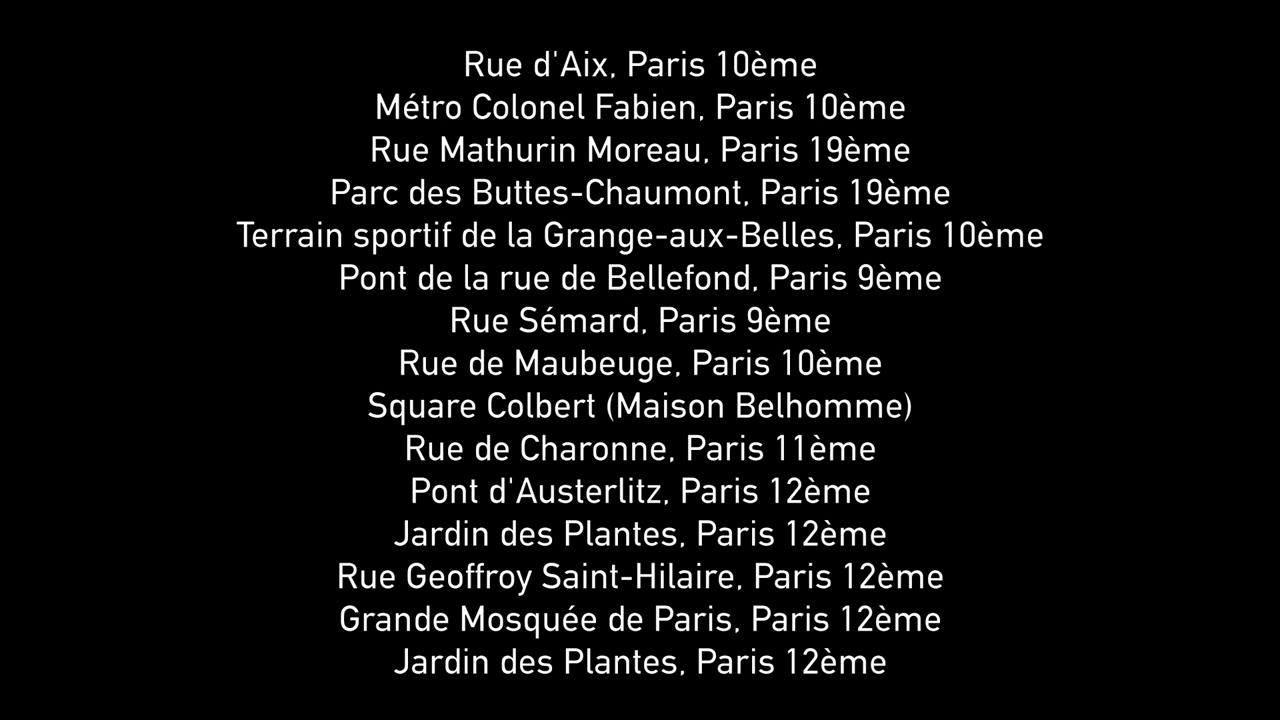 Rue d'Aix, Paris 10ème
Métro Colonel Fabien, Paris 10ème
Rue Mathurin Moreau, Paris 19ème
Parc des Buttes-Chaumont, Paris 19ème
Terrain sportif de la Grange-aux-Belles, Paris 10ème
Pont de la rue de Bellefond, Paris 9ème
Rue Sémard, Paris 9ème
Rue de Maubeuge, Paris 10ème
Square Colbert (Maison Belhomme)
Rue de Charonne, Paris 11ème
Pont d'Austerlitz, Paris 12ème
Jardin des Plantes, Paris 12ème
Rue Geoffroy Saint-Hilaire, Paris 12ème
Grande Mosquée de Paris, Paris 12ème
Jardin des Plantes, Paris 12ème